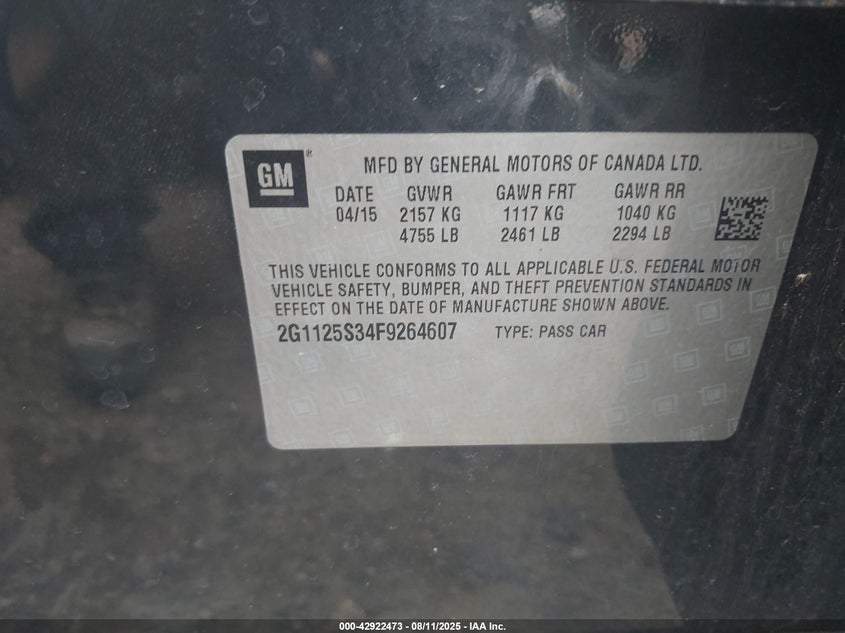 GM®
MFD BY GENERAL MOTORS OF CANADA LTD.
DATE GVWR GAWR FRT GAWR RR
04/15 2157 KG 1117 KG 1040 KG
4755 LB 2461 LB 2294 LB
THIS VEHICLE CONFORMS TO ALL APPLICABLE U.S. FEDERAL MOTOR
VEHICLE SAFETY, BUMPER, AND THEFT PREVENTION STANDARDS IN
EFFECT ON THE DATE OF MANUFACTURE SHOWN ABOVE.
2G1125S34F9264607 TYPE: PASS CAR
000-42922473 - 08/11/2025 - IAA Inc.